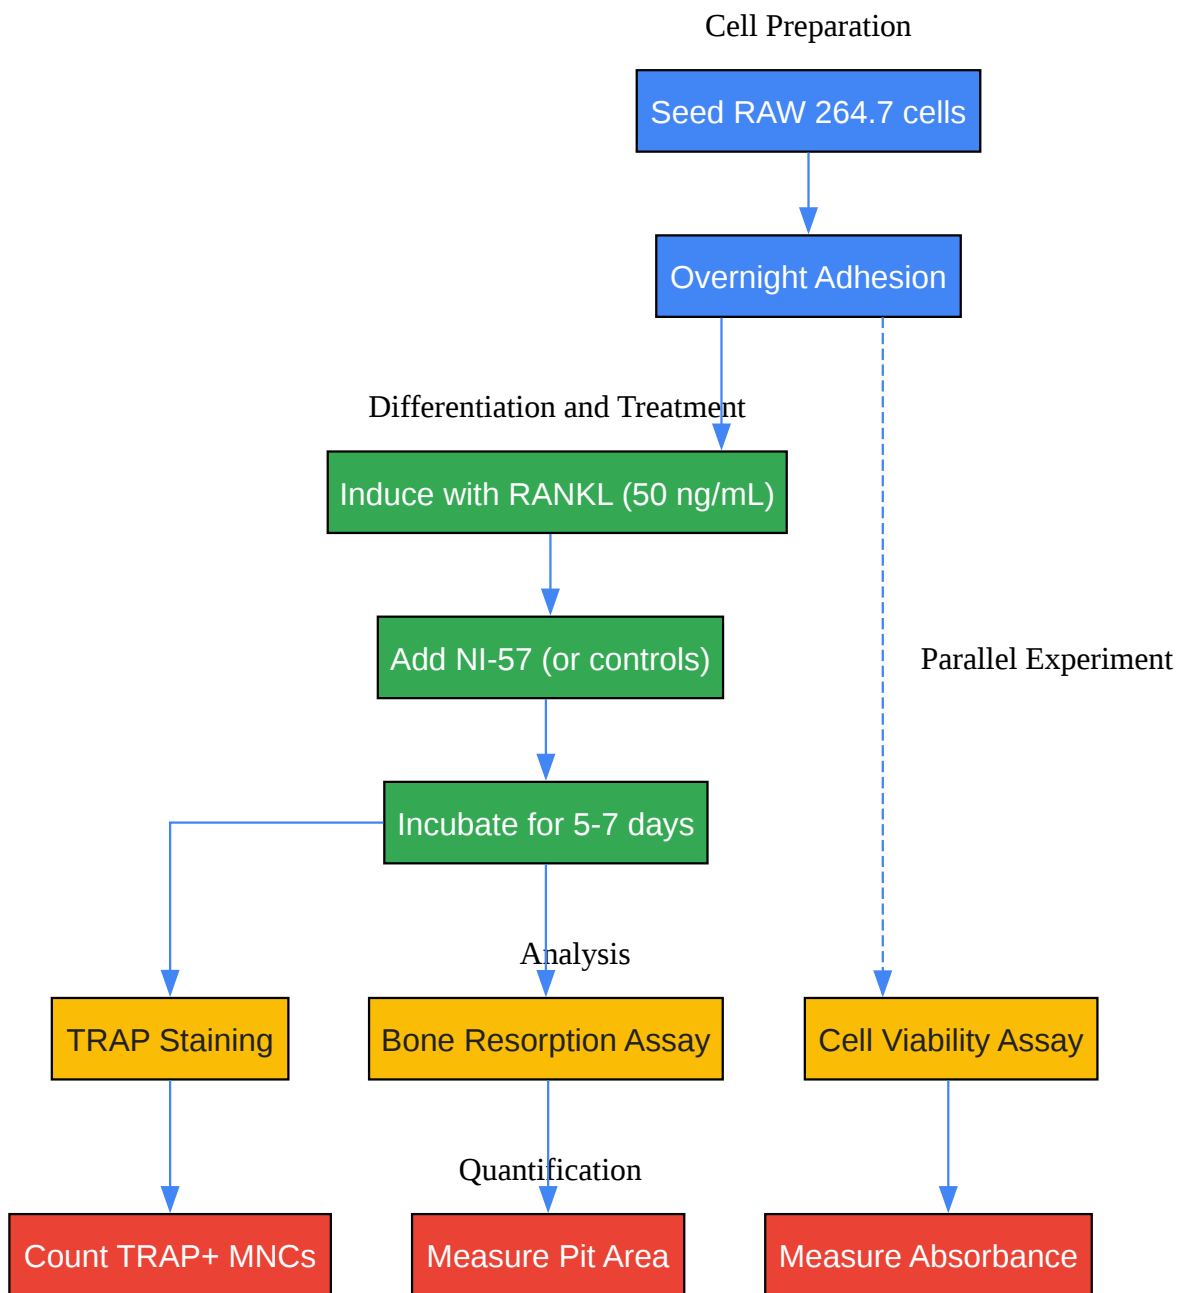 Cell Preparation
Seed RAW 264.7 cells
Overnight Adhesion
Differentiation and Treatment
Induce with RANKL (50 ng/mL)
Add NI-57 (or controls)
Parallel Experiment
Incubate for 5-7 days
Analysis
TRAP Staining
Bone Resorption Assay
Cell Viability Assay
Quantification
Count TRAP+ MNCs
Measure Pit Area
Measure Absorbance